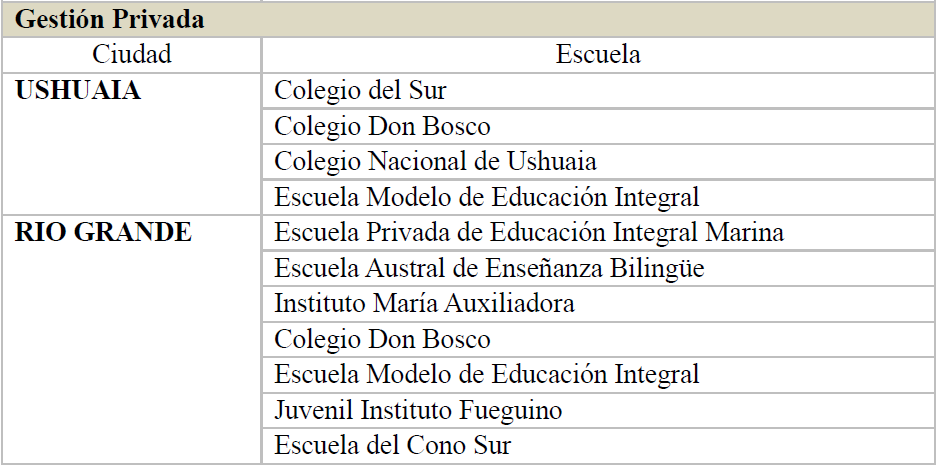 Gestión Privada
Ciudad Escuela
USHUAIA Colegio del Sur
Colegio Don Bosco
Colegio Nacional de Ushuaia
Escuela Modelo de Educación Integral
RIO GRANDE Escuela Privada de Educación Integral Marina
Escuela Austral de Enseñanza Bilingüe
Instituto María Auxiliadora
Colegio Don Bosco
Escuela Modelo de Educación Integral
Juvenil Instituto Fueguino
Escuela del Cono Sur